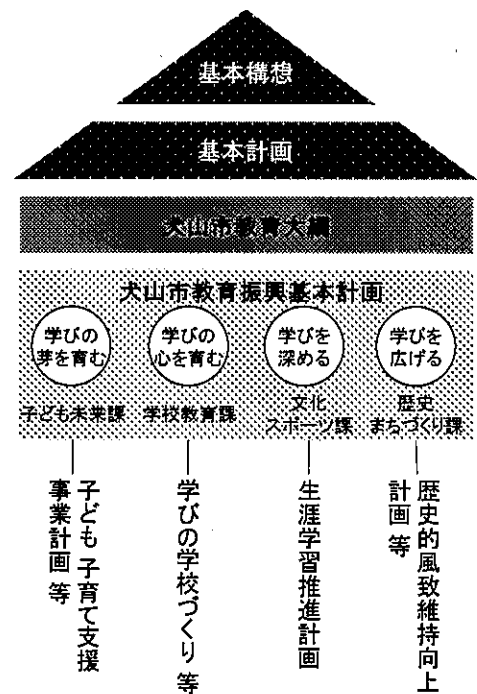 基本構想
基本計画
犬山市教育大綱
犬山市教育振興基本計画
学びの
芽を育む
学びの
心を育む
学びを
深める
学びを
広げる
子ども未来課
学校教育課
文化
スポーツ課
歴史
まちづくり課
子ども 子育て支援
事業計画 等
学びの学校づくり 等
生涯学習推進計画
歴史的風致維持向上
計画 等